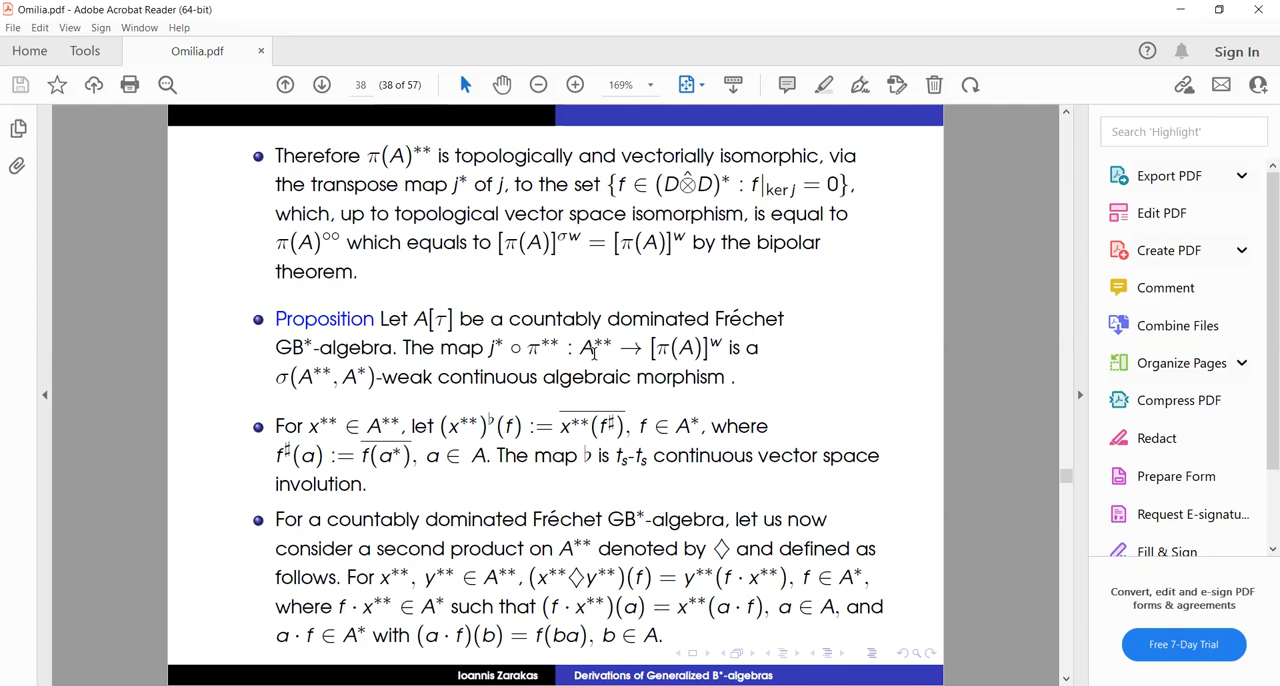 Omilia.pdf - Adobe Acrobat Reader (64-bit)
File Edit View Sign Window Help
Home Tools Omilia.pdf × Sign In
38 (38 of 57) 169%
Search 'Highlight'
Export PDF
Edit PDF
Create PDF
Comment
Combine Files
Organize Pages
Compress PDF
Redact
Prepare Form
Request E-signatu...
Fill & Sign
Convert, edit and e-sign PDF
forms & agreements
Free 7-Day Trial
Therefore π(A)** is topologically and vectorially isomorphic, via
the transpose map j* of j, to the set {f ∈ (D⊗̂D)* : f|ker j = 0},
which, up to topological vector space isomorphism, is equal to
π(A)°° which equals to [π(A)]^σw = [π(A)]^w by the bipolar
theorem.
Proposition Let A[τ] be a countably dominated Fréchet
GB*-algebra. The map j* ∘ π** : A** → [π(A)]^w is a
σ(A**, A*)-weak continuous algebraic morphism .
For x** ∈ A**, let (x**)^♭(f) := x**(f^♯)‾, f ∈ A*, where
f^♯(a) := f(a*)‾, a ∈ A. The map ♭ is t_s-t_s continuous vector space
involution.
For a countably dominated Fréchet GB*-algebra, let us now
consider a second product on A** denoted by ◇ and defined as
follows. For x**, y** ∈ A**, (x**◇y**)(f) = y**(f · x**), f ∈ A*,
where f · x** ∈ A* such that (f · x**)(a) = x**(a · f), a ∈ A, and
a · f ∈ A* with (a · f)(b) = f(ba), b ∈ A.
Ioannis Zarakas Derivations of Generalized B*-algebras